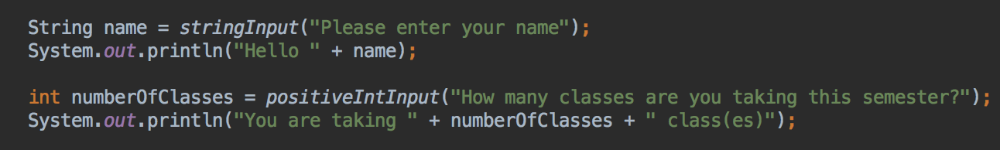 String name = stringInput("Please enter your name");
System.out.println("Hello " + name);
int numberOfClasses = positiveIntInput("How many classes are you taking this semester?");
System.out.println("You are taking " + numberOfClasses + " class(es)");